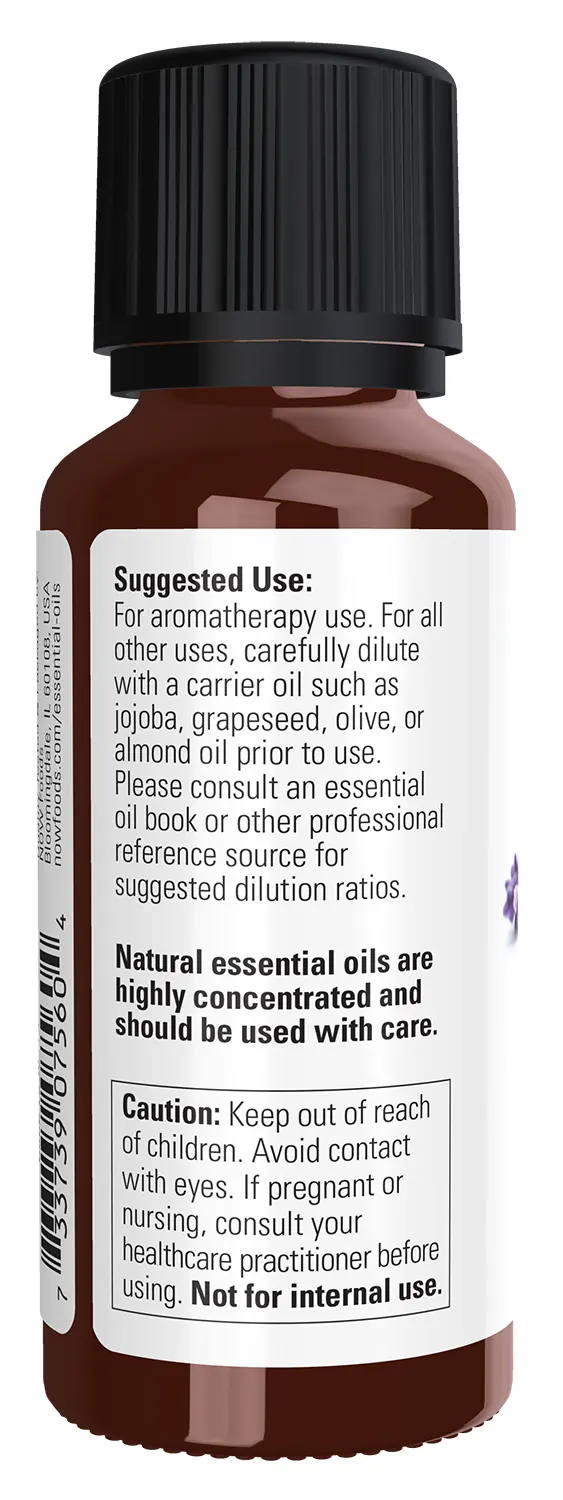 Suggested Use:
For aromatherapy use. For all
other uses, carefully dilute
with a carrier oil such as
jojoba, grapeseed, olive, or
almond oil prior to use.
Please consult an essential
oil book or other professional
reference source for
suggested dilution ratios.
Natural essential oils are
highly concentrated and
should be used with care.
Caution: Keep out of reach
of children. Avoid contact
with eyes. If pregnant or
nursing, consult your
healthcare practitioner before
using. Not for internal use.
NOW Foods
Bloomingdale, IL 60108, USA
nowfoods.com/essential-oils
7 33739 07560 4